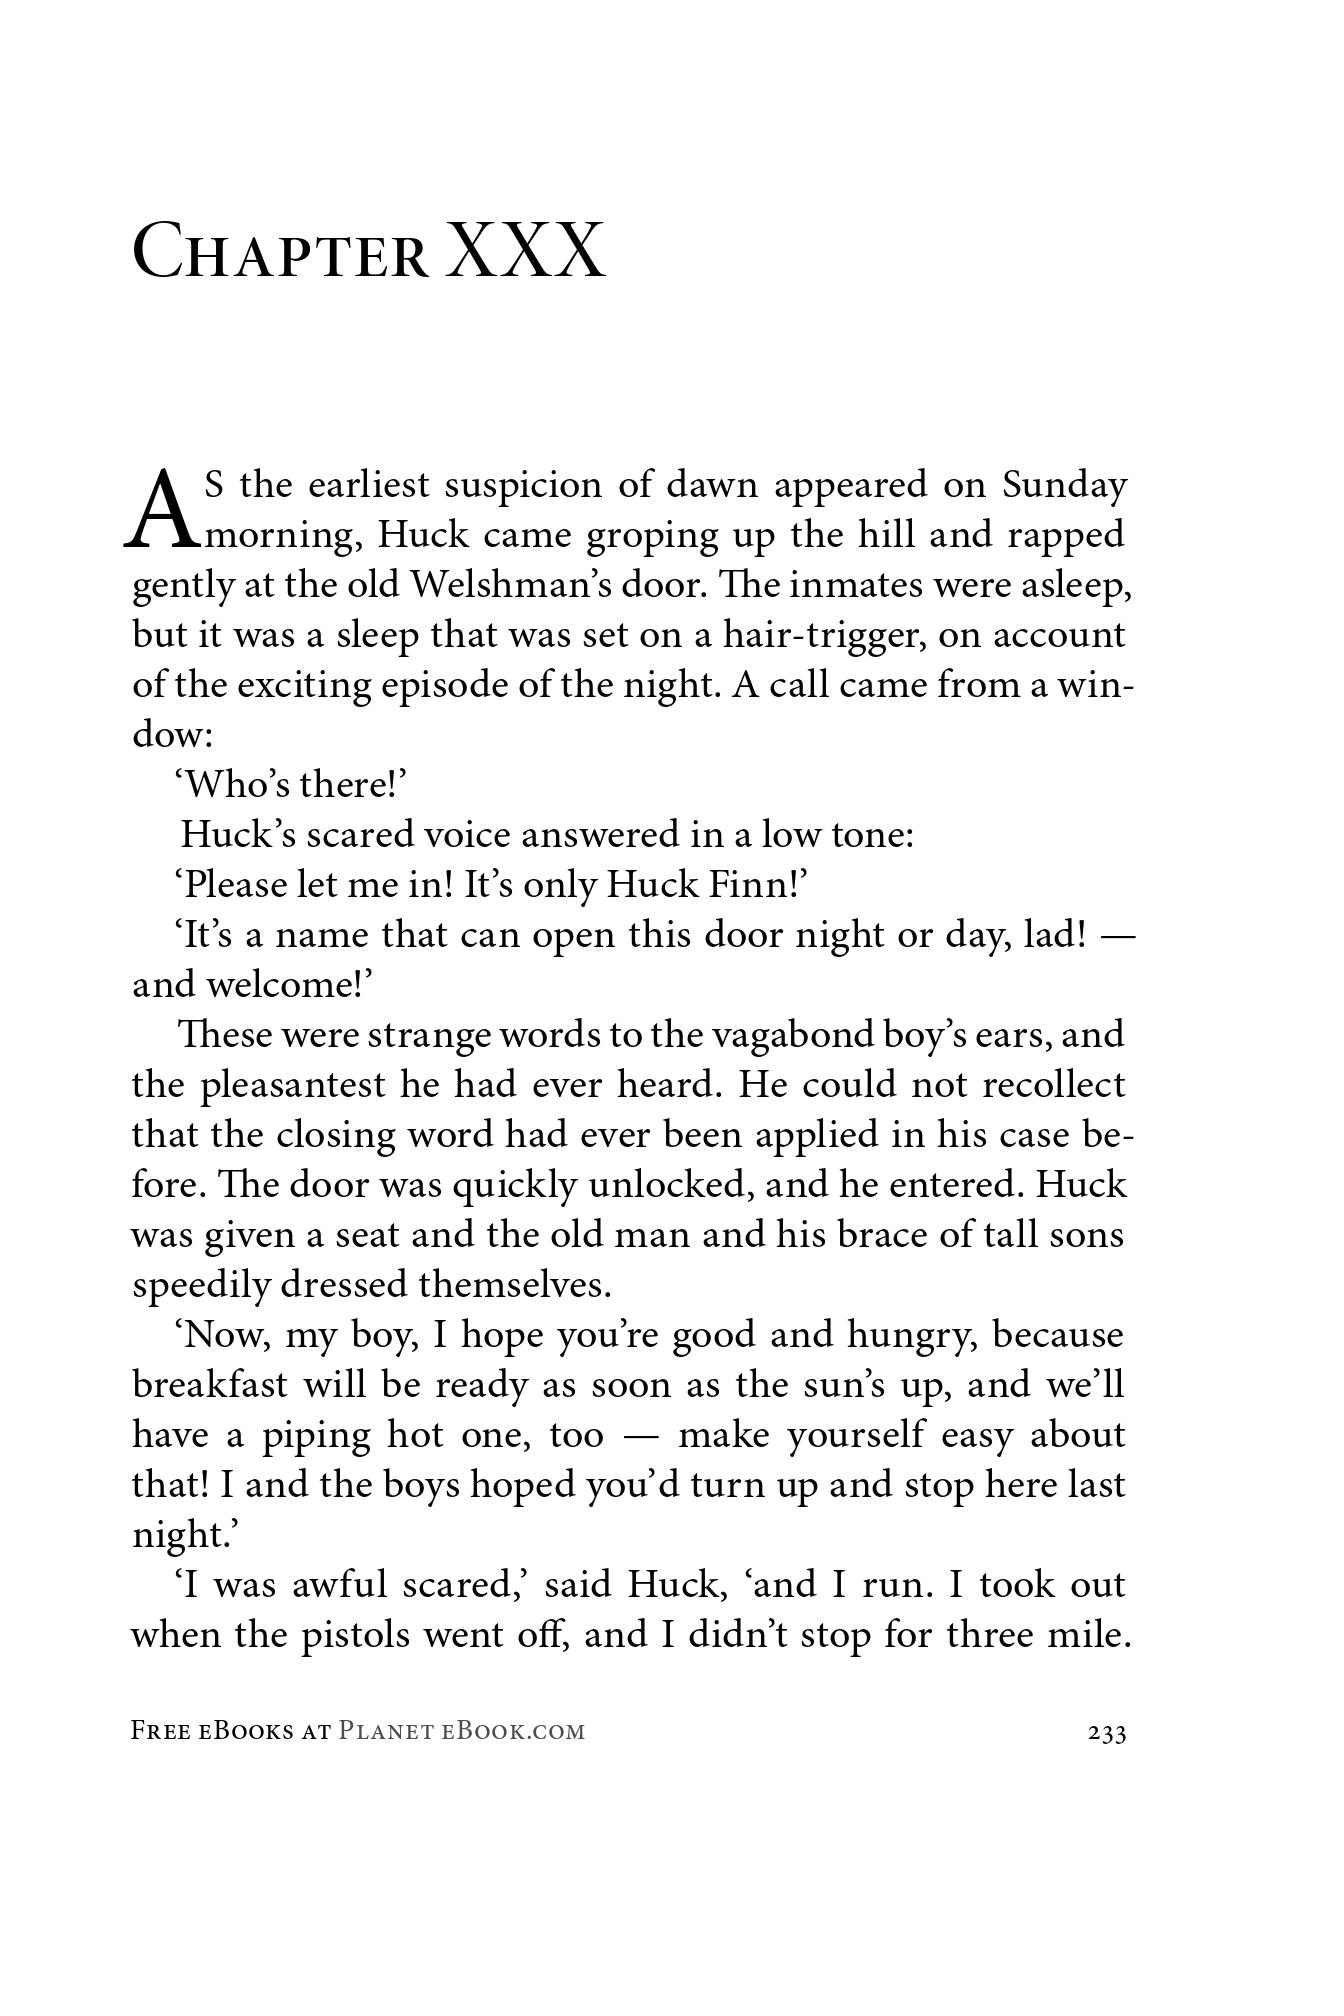 Chapter XXX
AS the earliest suspicion of dawn appeared on Sunday
morning, Huck came groping up the hill and rapped
gently at the old Welshman’s door. The inmates were asleep,
but it was a sleep that was set on a hair-trigger, on account
of the exciting episode of the night. A call came from a win-
dow:
‘Who’s there!’
Huck’s scared voice answered in a low tone:
‘Please let me in! It’s only Huck Finn!’
‘It’s a name that can open this door night or day, lad! —
and welcome!’
These were strange words to the vagabond boy’s ears, and
the pleasantest he had ever heard. He could not recollect
that the closing word had ever been applied in his case be-
fore. The door was quickly unlocked, and he entered. Huck
was given a seat and the old man and his brace of tall sons
speedily dressed themselves.
‘Now, my boy, I hope you’re good and hungry, because
breakfast will be ready as soon as the sun’s up, and we’ll
have a piping hot one, too — make yourself easy about
that! I and the boys hoped you’d turn up and stop here last
night.’
‘I was awful scared,’ said Huck, ‘and I run. I took out
when the pistols went off, and I didn’t stop for three mile.
Free eBooks at Planet eBook.com 233